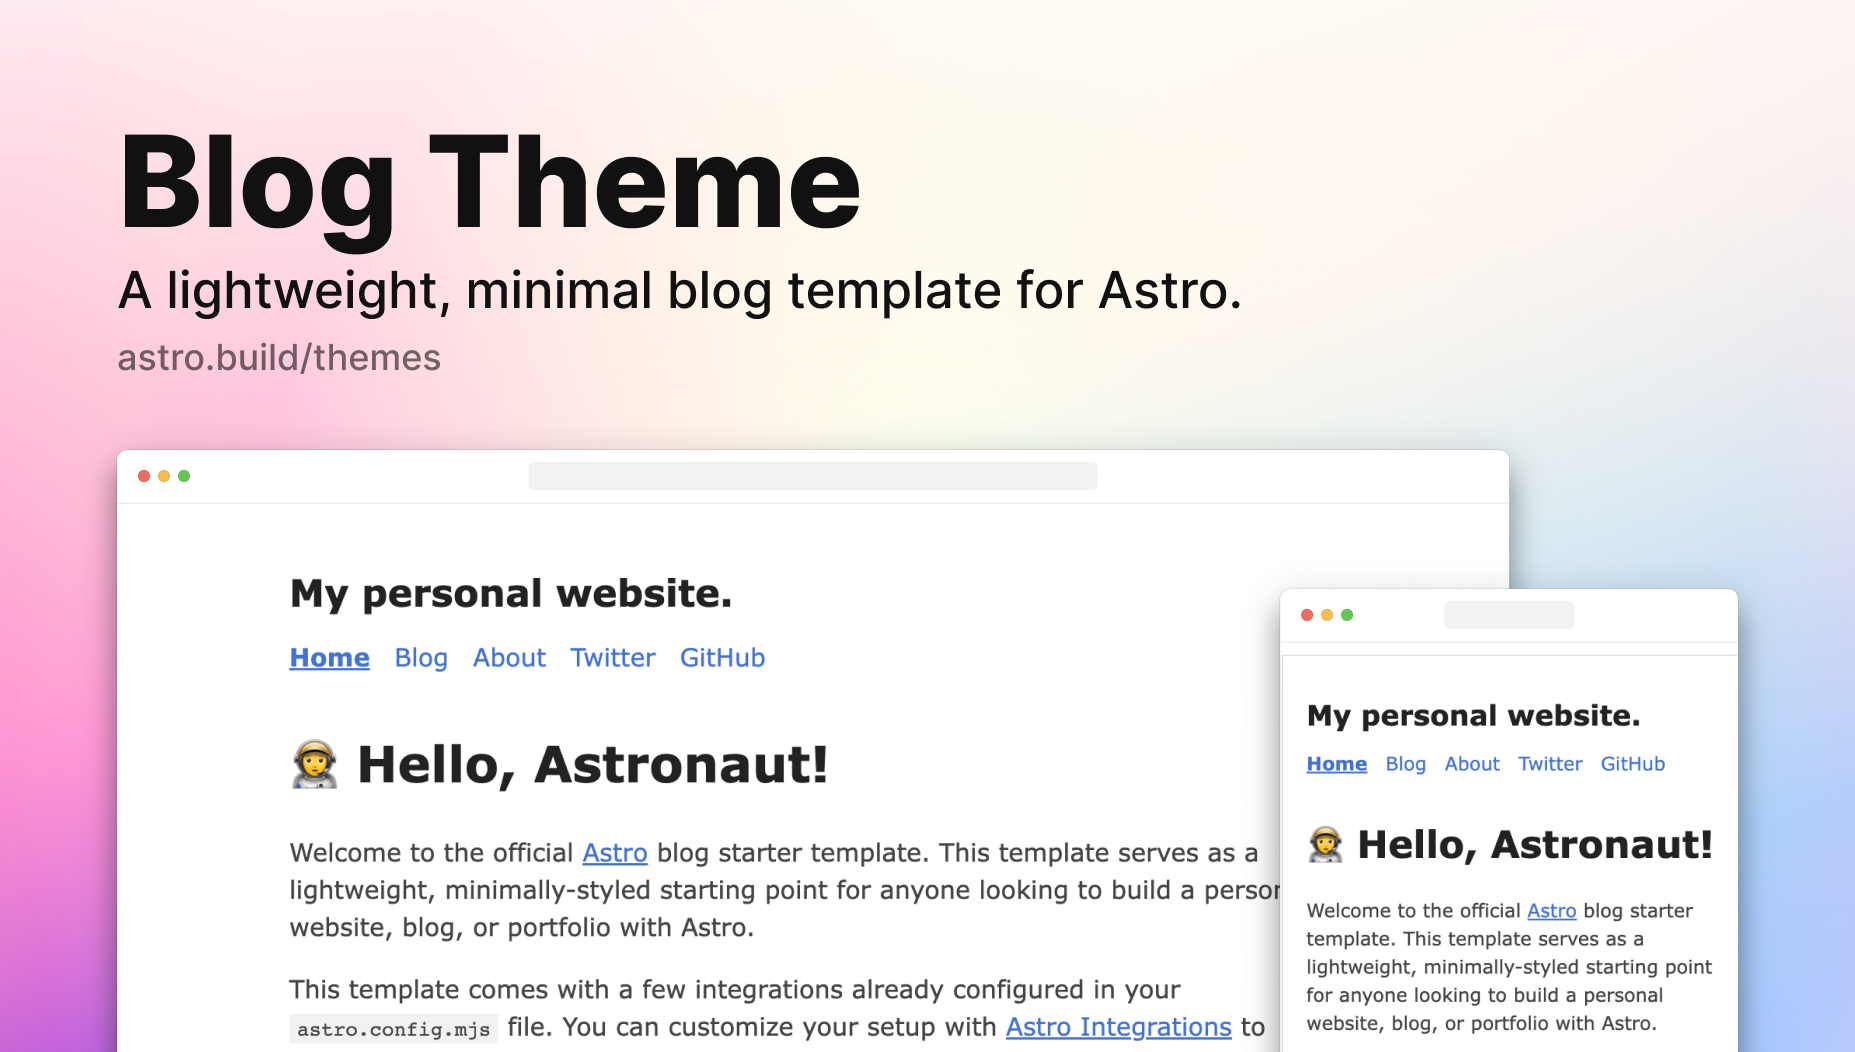 Blog Theme
A lightweight, minimal blog template for Astro.
astro.build/themes
My personal website.
Home Blog About Twitter GitHub
Hello, Astronaut!
Welcome to the official Astro blog starter template. This template serves as a
lightweight, minimally-styled starting point for anyone looking to build a
website, blog, or portfolio with Astro.
This template comes with a few integrations already configured in your
astro.config.mjs file. You can customize your setup with Astro Integrations to
My personal website.
Home Blog About Twitter GitHub
Hello, Astronaut!
Welcome to the official Astro blog starter
template. This template serves as a
lightweight, minimally-styled starting point
for anyone looking to build a personal
website, blog, or portfolio with Astro.